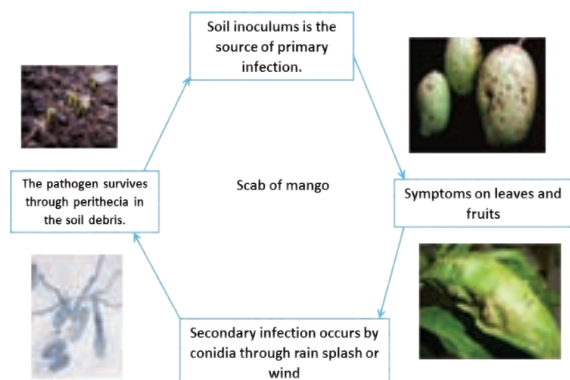 Soil inoculums is the
source of primary
infection.
The pathogen survives
through perithecia in
the soil debris.
Scab of mango
Symptoms on leaves and
fruits
Secondary infection occurs by
conidia through rain splash or
wind